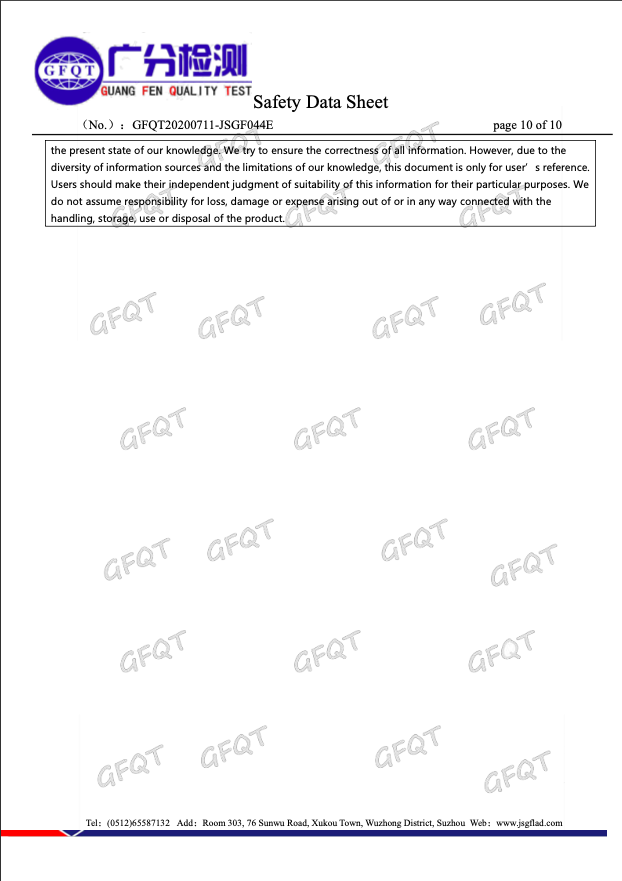 GFQT 广分检测
GUANG FEN QUALITY TEST
Safety Data Sheet
（No.）：GFQT20200711-JSGF044E page 10 of 10
the present state of our knowledge. We try to ensure the correctness of all information. However, due to the
diversity of information sources and the limitations of our knowledge, this document is only for user’s reference.
Users should make their independent judgment of suitability of this information for their particular purposes. We
do not assume responsibility for loss, damage or expense arising out of or in any way connected with the
handling, storage, use or disposal of the product.
GFQT GFQT
GFQT GFQT GFQT
GFQT GFQT GFQT GFQT
GFQT GFQT GFQT
GFQT GFQT GFQT GFQT
GFQT GFQT GFQT
GFQT GFQT GFQT GFQT
Tel：(0512)65587132 Add：Room 303, 76 Sunwu Road, Xukou Town, Wuzhong District, Suzhou Web：www.jsgflad.com